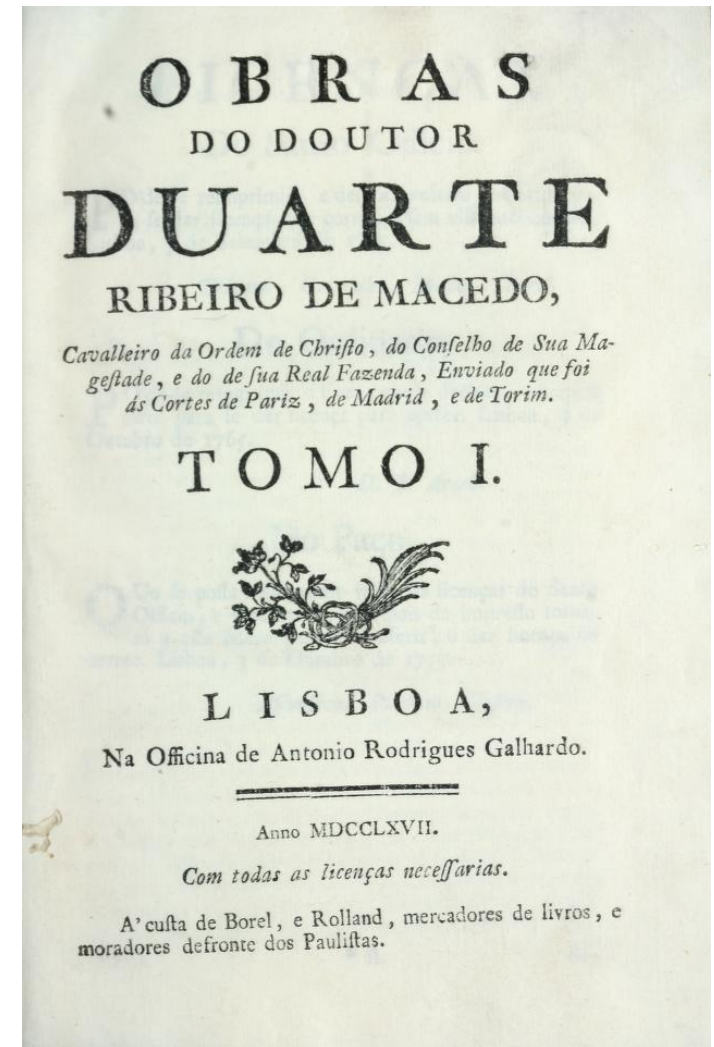 OBRAS
DO DOUTOR
DUARTE
RIBEIRO DE MACEDO,
Cavalleiro da Ordem de Chriſto, do Conſelho de Sua Ma-
geſtade, e do de ſua Real Fazenda, Enviado que foi
ás Cortes de Pariz, de Madrid, e de Torim.
TOMO I.
LISBOA,
Na Officina de Antonio Rodrigues Galhardo.
Anno MDCCLXVII.
Com todas as licenças neceſſarias.
A' cuſta de Borel, e Rolland, mercadores de livros, e
moradores defronte dos Pauliſtas.